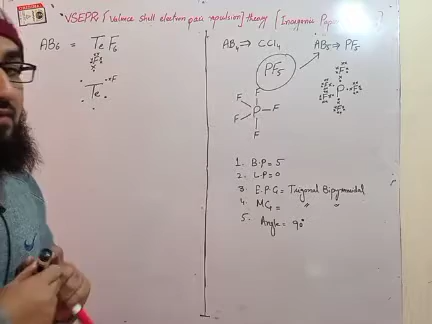 VSEPR (Valance shell electron pair repulsion) theory [Inorganic
AB6 = TeF6
F
Te
F
AB4 ⇒ CCl4
AB5 ⇒ PF5
PF5
F
F
P
F
F
F
F
F
P
F
F
F
1. B.P = 5
2. L.P = 0
3. E.P.G = Trigonal Bipyramidal
4. MG = " "
5. Angle = 90°